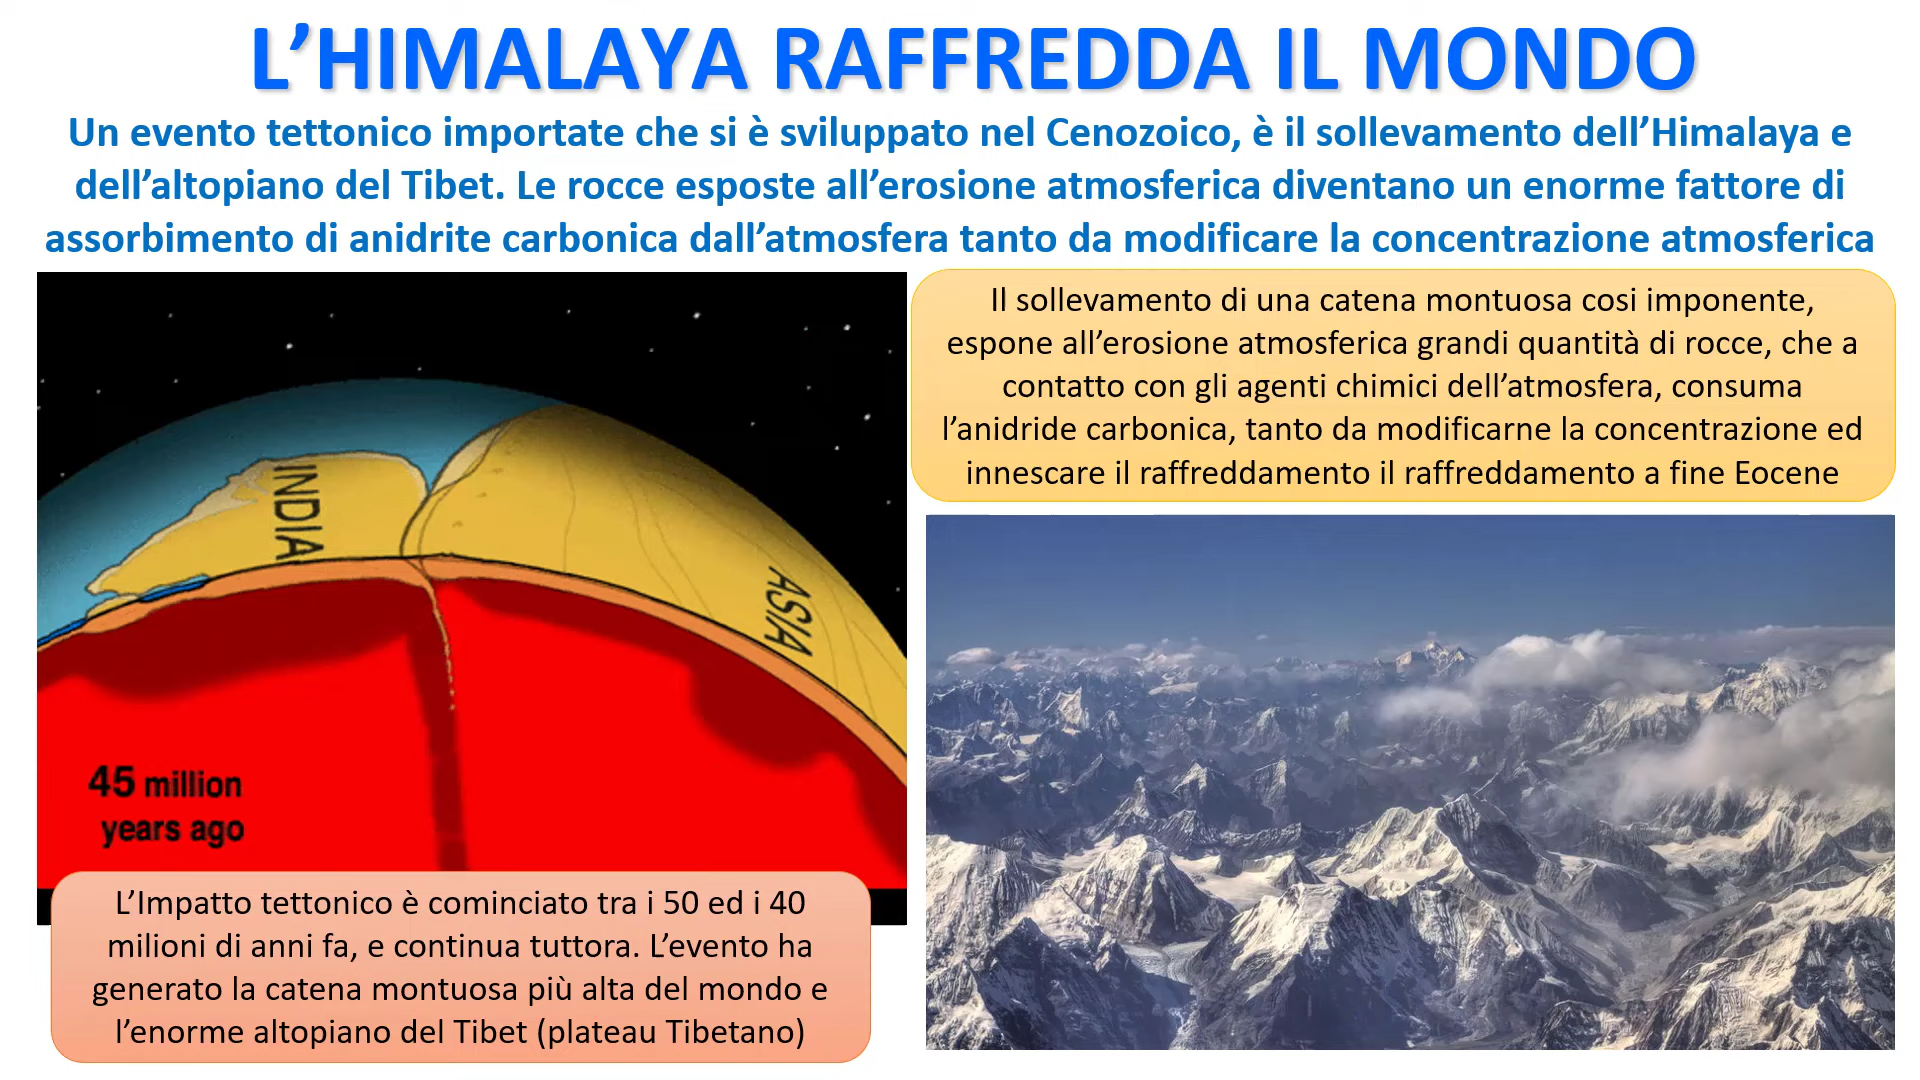 L’HIMALAYA RAFFREDDA IL MONDO
Un evento tettonico importate che si è sviluppato nel Cenozoico, è il sollevamento dell’Himalaya e
dell’altopiano del Tibet. Le rocce esposte all’erosione atmosferica diventano un enorme fattore di
assorbimento di anidrite carbonica dall’atmosfera tanto da modificare la concentrazione atmosferica
Il sollevamento di una catena montuosa cosi imponente,
espone all’erosione atmosferica grandi quantità di rocce, che a
contatto con gli agenti chimici dell’atmosfera, consuma
l’anidride carbonica, tanto da modificarne la concentrazione ed
innescare il raffreddamento il raffreddamento a fine Eocene
INDIA
ASIA
45 million
years ago
L’Impatto tettonico è cominciato tra i 50 ed i 40
milioni di anni fa, e continua tuttora. L’evento ha
generato la catena montuosa più alta del mondo e
l’enorme altopiano del Tibet (plateau Tibetano)